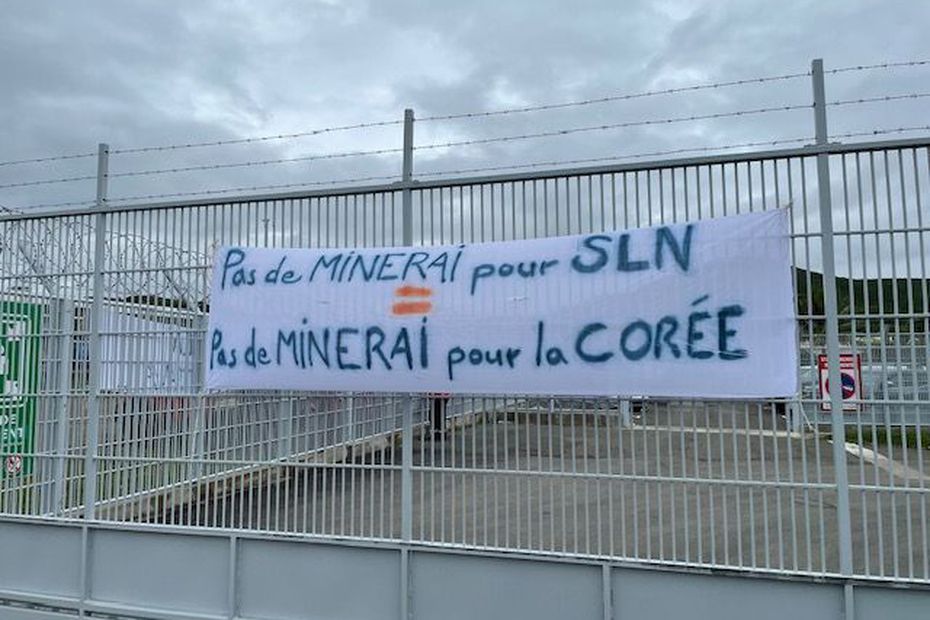 Pas de MINERAI pour SLN
=
Pas de MINERAI pour la CORÉE